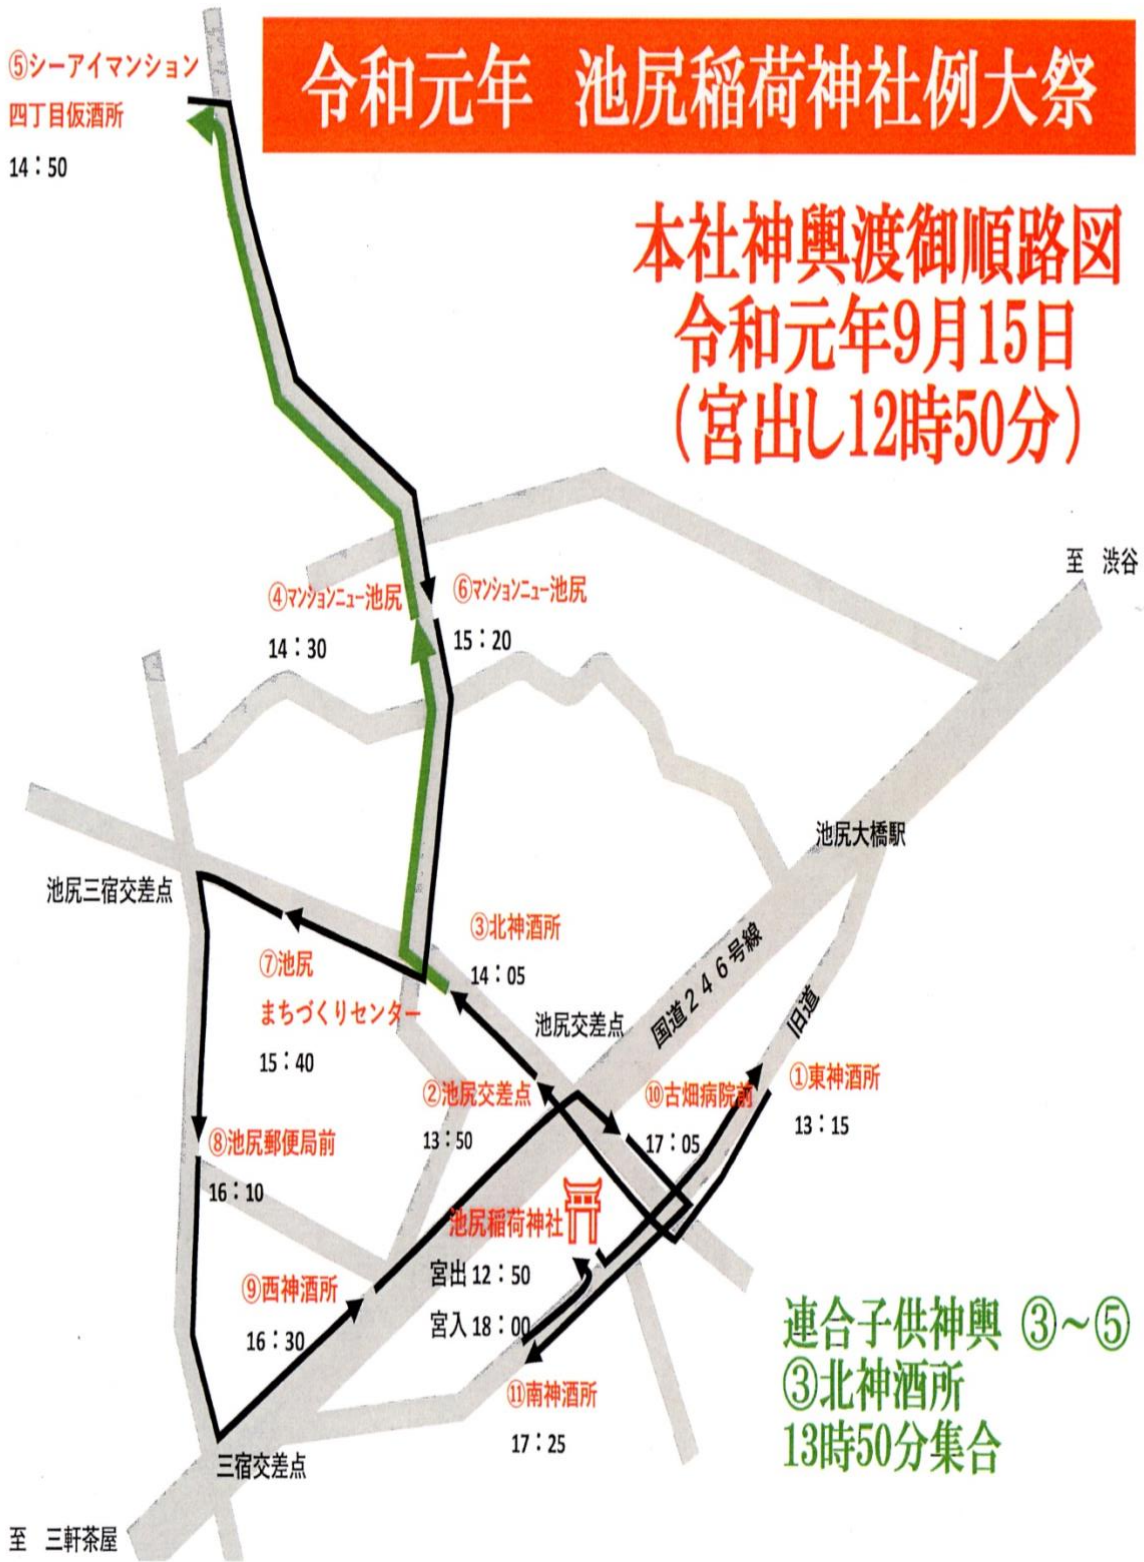 令和元年 池尻稲荷神社例大祭
本社神輿渡御順路図
令和元年9月15日
（宮出し12時50分）
⑤シーアイマンション
四丁目仮酒所
14：50
至 渋谷
④マンションニュー池尻
14：30
⑥マンションニュー池尻
15：20
池尻大橋駅
池尻三宿交差点
③北神酒所
14：05
国道246号線
旧道
⑦池尻
まちづくりセンター
15：40
池尻交差点
②池尻交差点
13：50
⑩古畑病院前
17：05
①東神酒所
13：15
⑧池尻郵便局前
16：10
池尻稲荷神社
宮出 12：50
宮入 18：00
⑨西神酒所
16：30
⑪南神酒所
17：25
連合子供神輿 ③～⑤
③北神酒所
13時50分集合
三宿交差点
至 三軒茶屋